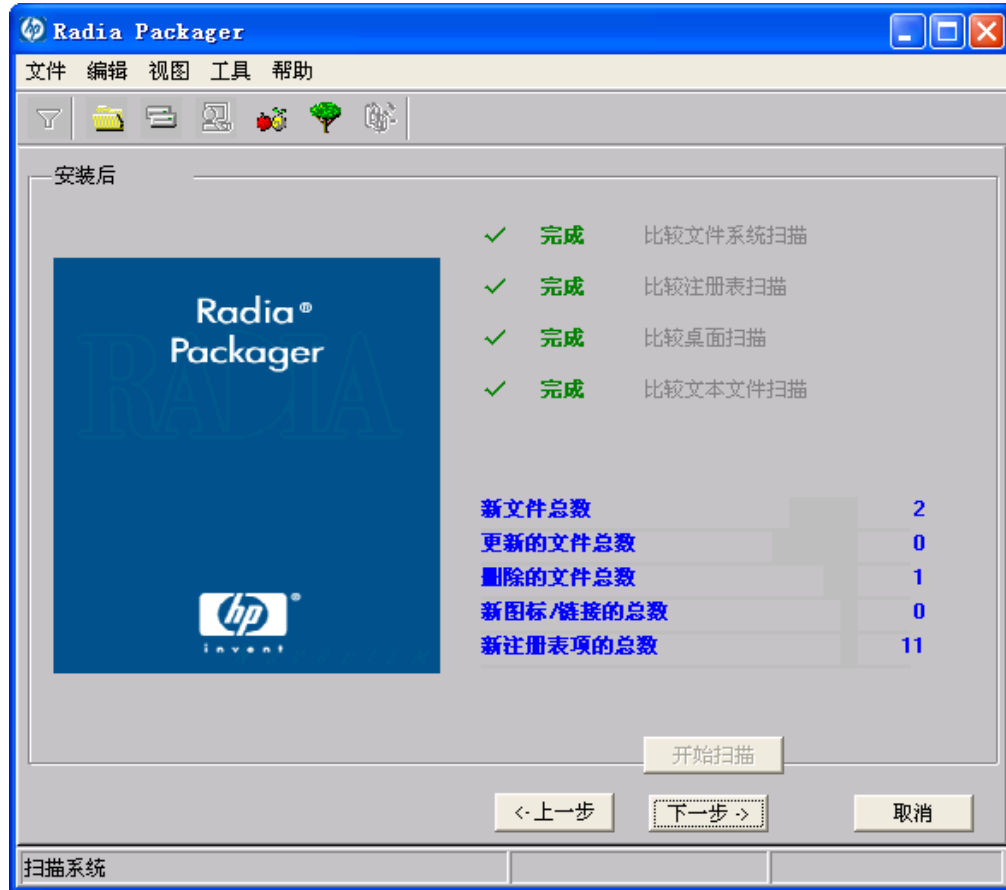 Radia Packager
文件 编辑 视图 工具 帮助
安装后
完成 比较文件系统扫描
完成 比较注册表扫描
完成 比较桌面扫描
完成 比较文本文件扫描
Radia®
Packager
RADIA
hp®
invent
新文件总数 2
更新的文件总数 0
删除的文件总数 1
新图标/链接的总数 0
新注册表项的总数 11
开始扫描
<-上一步 下一步-> 取消
扫描系统